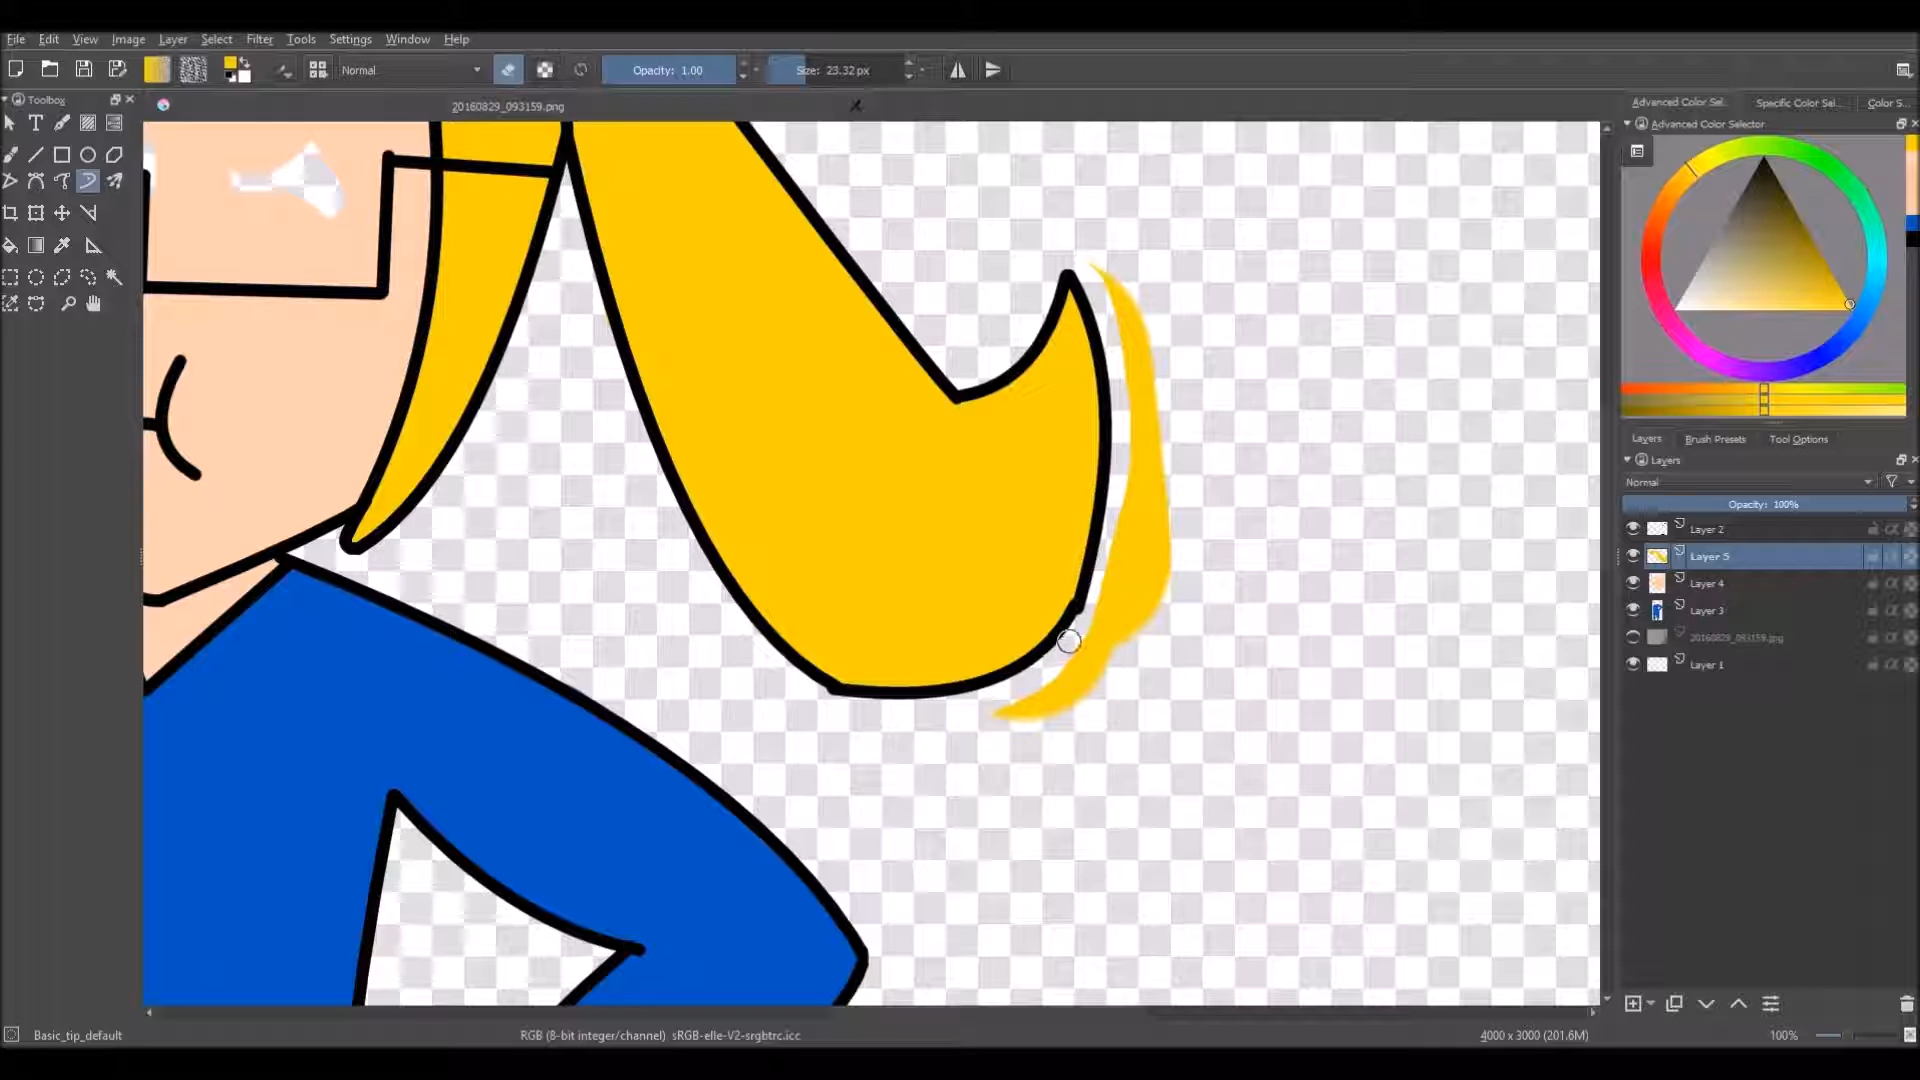 File Edit View Image Layer Select Filter Tools Settings Window Help
Normal Opacity: 1.00 Size: 23.32 px
Toolbox
20160829_093159.png
Advanced Color Sel... Specific Color Sel... Color S...
Advanced Color Selector
Layers Brush Presets Tool Options
Layers
Normal
Opacity: 100%
Layer 2
Layer 5
Layer 4
Layer 3
20160829_093159.png
Layer 1
Basic_tip_default RGB (8-bit integer/channel) sRGB-elle-V2-srgbtrc.icc 4000 x 3000 (201.6M) 100%